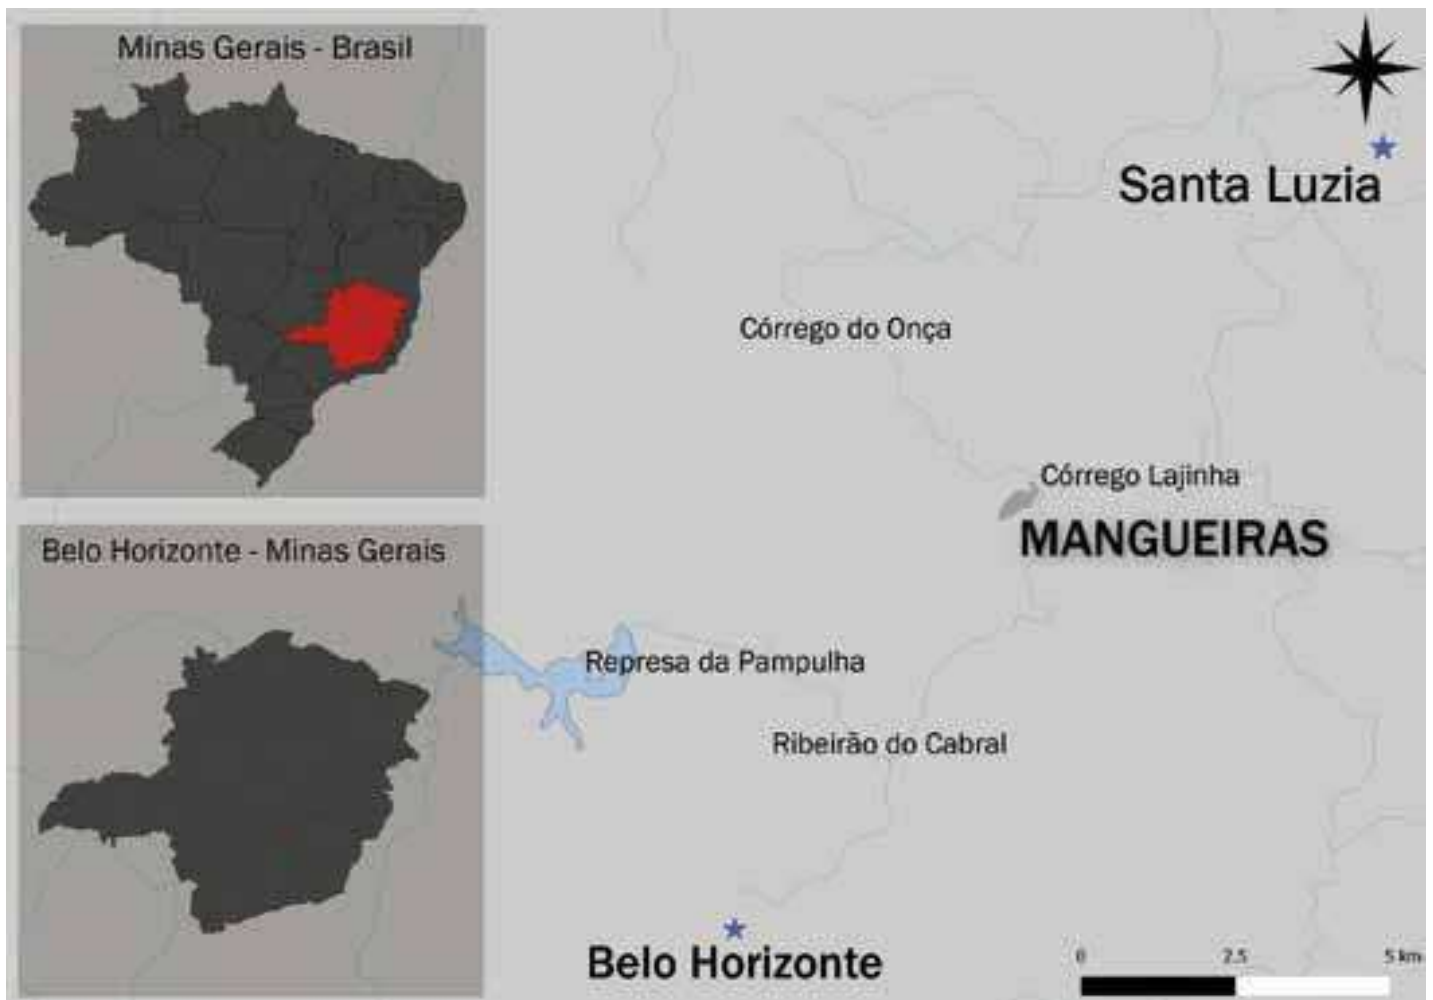 Minas Gerais - Brasil
Santa Luzia
Córrego do Onça
Córrego Lajinha
MANGUEIRAS
Belo Horizonte - Minas Gerais
Represa da Pampulha
Ribeirão do Cabral
Belo Horizonte
0 2.5 5 km